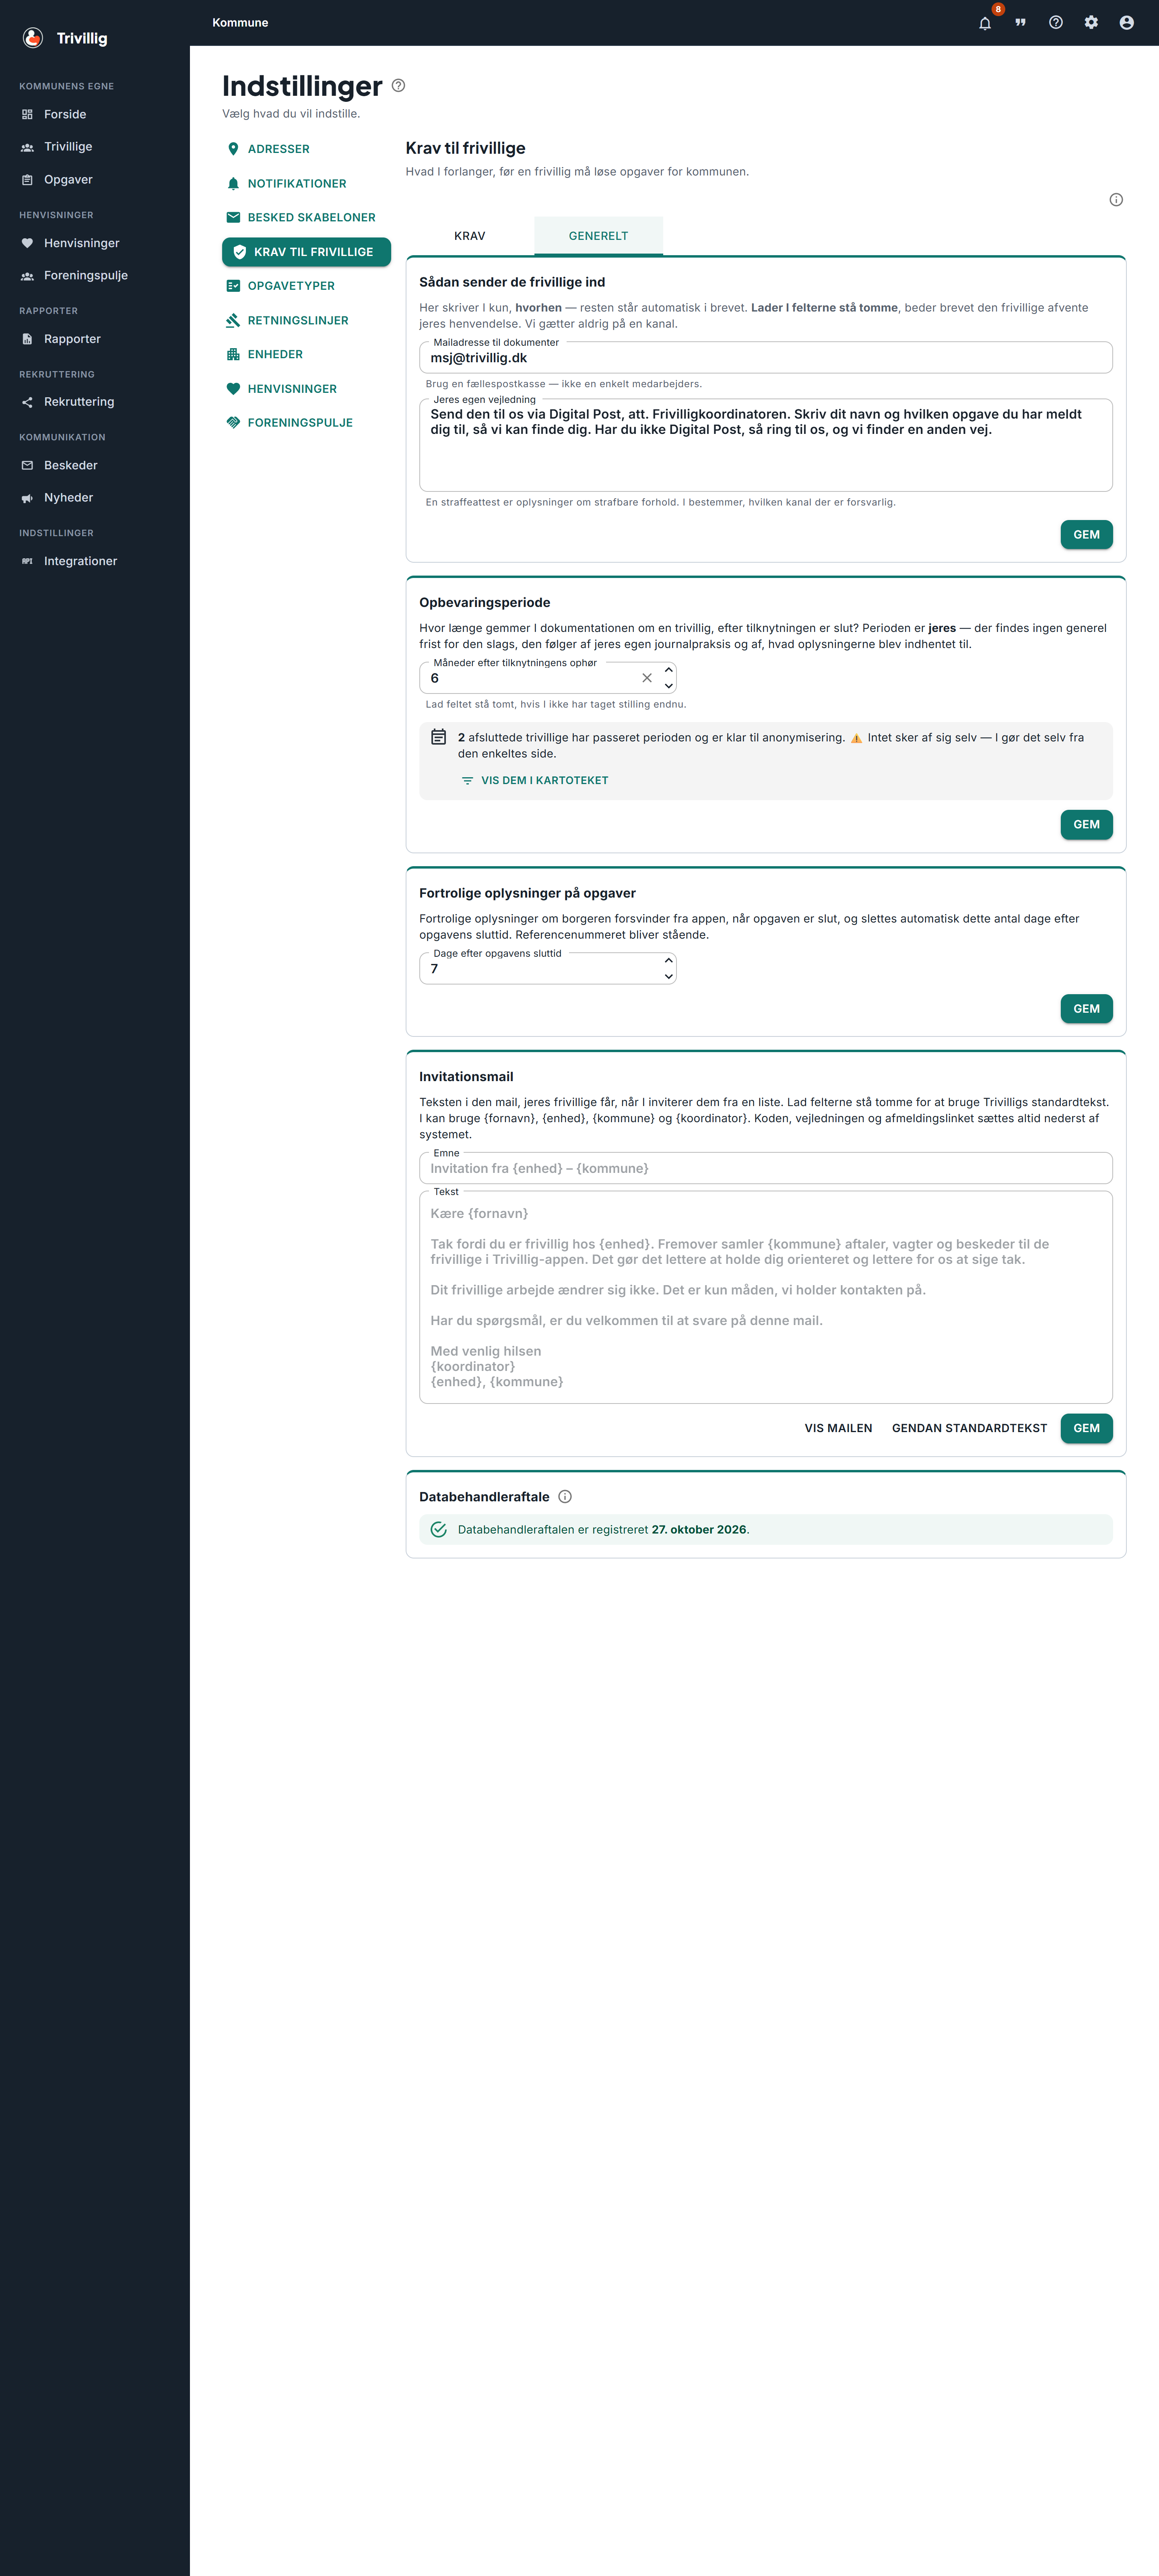 Trivillig
KOMMUNENS EGNE
Forside
Trivillige
Opgaver
HENVISNINGER
Henvisninger
Foreningspulje
RAPPORTER
Rapporter
REKRUTTERING
Rekruttering
KOMMUNIKATION
Beskeder
Nyheder
INDSTILLINGER
API
Integrationer
Kommune
8
Indstillinger
Vælg hvad du vil indstille.
ADRESSER
NOTIFIKATIONER
BESKED SKABELONER
KRAV TIL FRIVILLIGE
OPGAVETYPER
RETNINGSLINJER
ENHEDER
HENVISNINGER
FORENINGSPULJE
Krav til frivillige
Hvad I forlanger, før en frivillig må løse opgaver for kommunen.
KRAV
GENERELT
Sådan sender de frivillige ind
Her skriver I kun, hvorhen — resten står automatisk i brevet. Lader I felterne stå tomme, beder brevet den frivillige afvente
jeres henvendelse. Vi gætter aldrig på en kanal.
Mailadresse til dokumenter
msj@trivillig.dk
Brug en fællespostkasse — ikke en enkelt medarbejders.
Jeres egen vejledning
Send den til os via Digital Post, att. Frivilligkoordinatoren. Skriv dit navn og hvilken opgave du har meldt
dig til, så vi kan finde dig. Har du ikke Digital Post, så ring til os, og vi finder en anden vej.
En straffeattest er oplysninger om strafbare forhold. I bestemmer, hvilken kanal der er forsvarlig.
GEM
Opbevaringsperiode
Hvor længe gemmer I dokumentationen om en trivillig, efter tilknytningen er slut? Perioden er jeres — der findes ingen generel
frist for den slags, den følger af jeres egen journalpraksis og af, hvad oplysningerne blev indhentet til.
Måneder efter tilknytningens ophør
6
Lad feltet stå tomt, hvis I ikke har taget stilling endnu.
2 afsluttede trivillige har passeret perioden og er klar til anonymisering. ⚠️ Intet sker af sig selv — I gør det selv fra
den enkeltes side.
VIS DEM I KARTOTEKET
GEM
Fortrolige oplysninger på opgaver
Fortrolige oplysninger om borgeren forsvinder fra appen, når opgaven er slut, og slettes automatisk dette antal dage efter
opgavens sluttid. Referencenummeret bliver stående.
Dage efter opgavens sluttid
7
GEM
Invitationsmail
Teksten i den mail, jeres frivillige får, når I inviterer dem fra en liste. Lad felterne stå tomme for at bruge Trivilligs standardtekst.
I kan bruge {fornavn}, {enhed}, {kommune} og {koordinator}. Koden, vejledningen og afmeldingslinket sættes altid nederst af
systemet.
Emne
Invitation fra {enhed} – {kommune}
Tekst
Kære {fornavn}
Tak fordi du er frivillig hos {enhed}. Fremover samler {kommune} aftaler, vagter og beskeder til de
frivillige i Trivillig-appen. Det gør det lettere at holde dig orienteret og lettere for os at sige tak.
Dit frivillige arbejde ændrer sig ikke. Det er kun måden, vi holder kontakten på.
Har du spørgsmål, er du velkommen til at svare på denne mail.
Med venlig hilsen
{koordinator}
{enhed}, {kommune}
VIS MAILEN
GENDAN STANDARDTEKST
GEM
Databehandleraftale
Databehandleraftalen er registreret 27. oktober 2026.